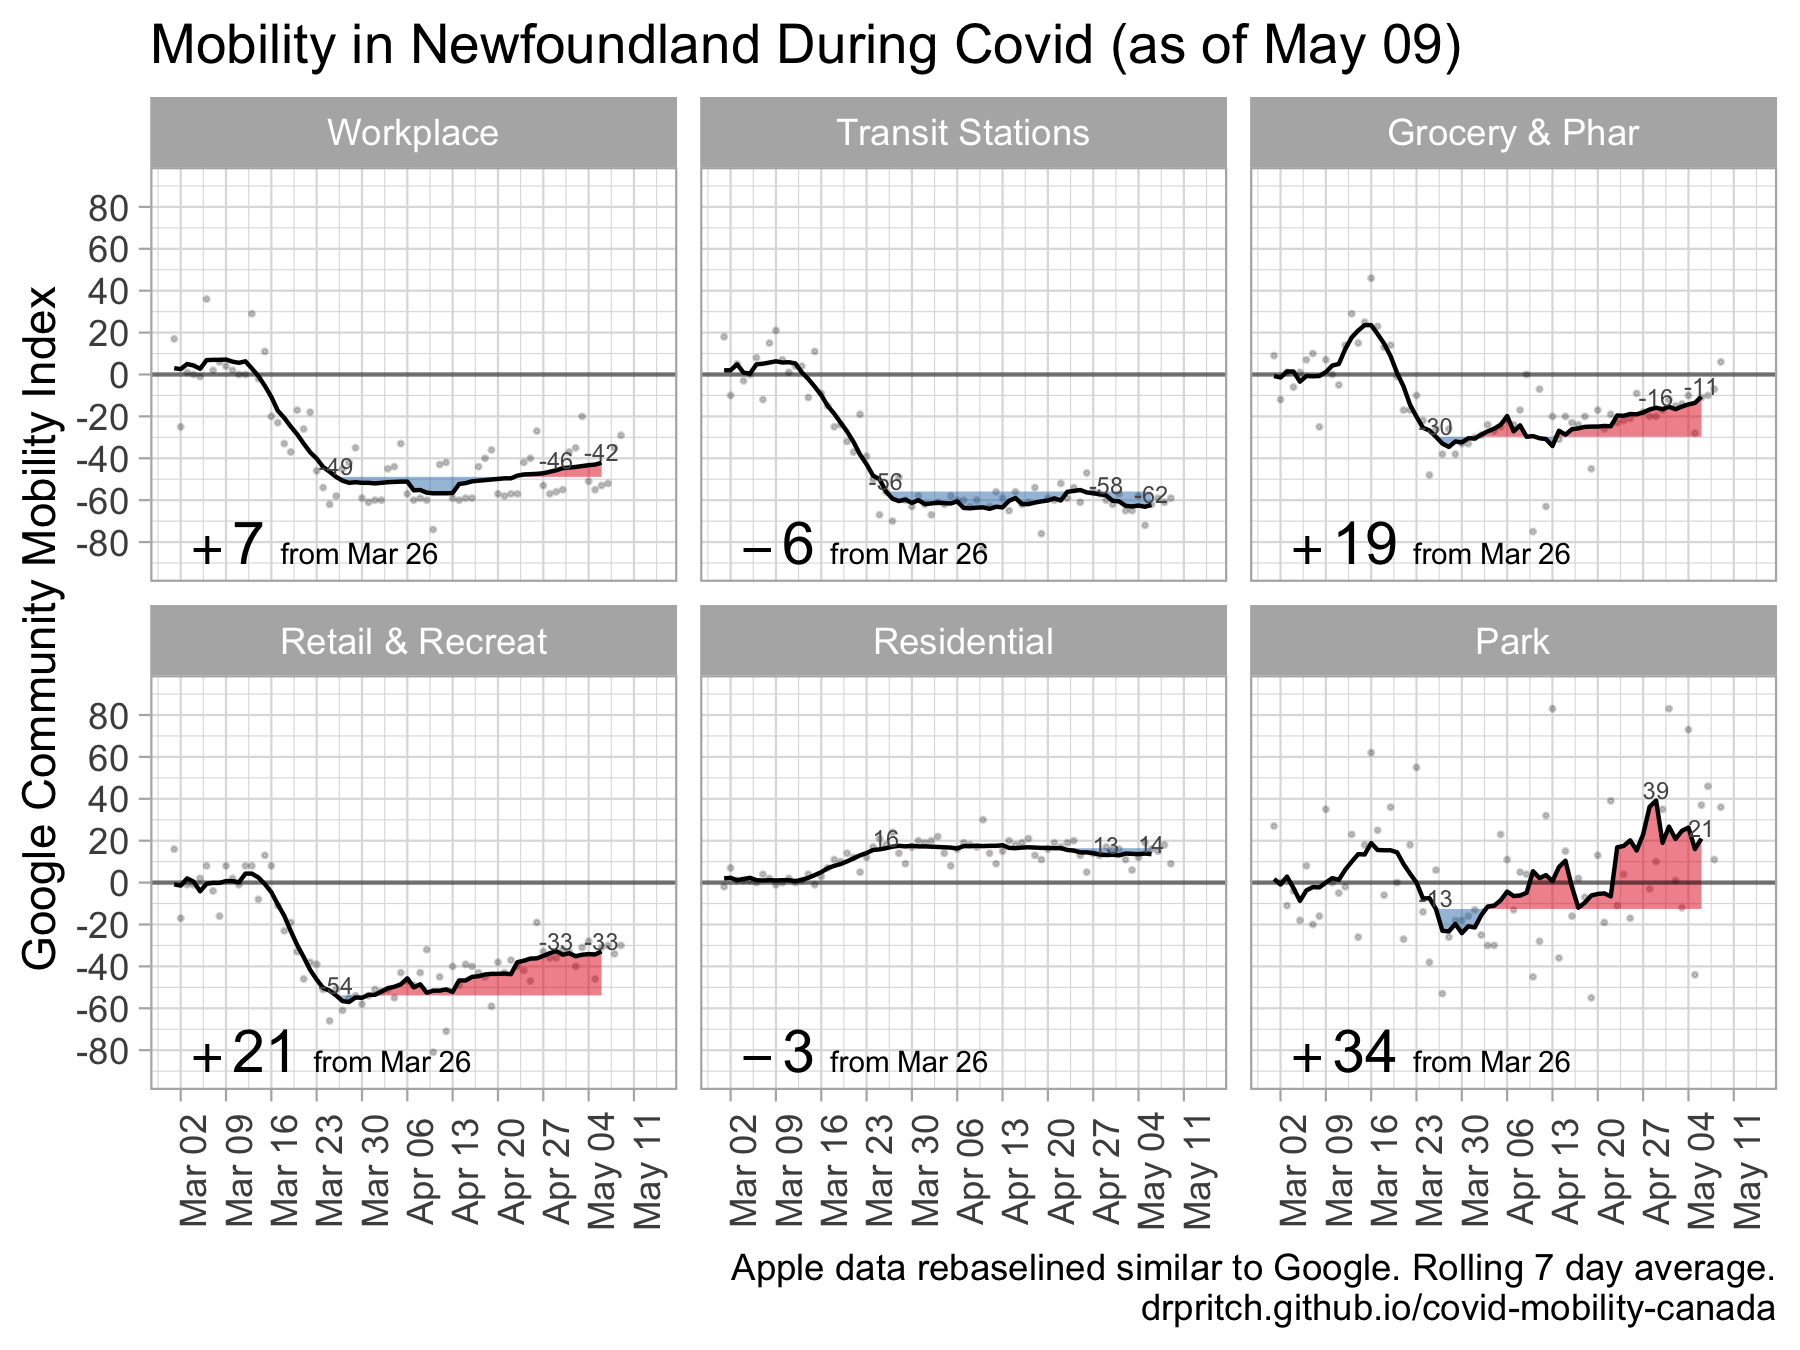 Mobility in Newfoundland During Covid (as of May 09)
Google Community Mobility Index
Workplace
Transit Stations
Grocery & Phar
80
60
40
20
0
-20
-40
-60
-80
-49
-46
-42
+7 from Mar 26
-56
-58
-62
−6 from Mar 26
-30
-16
-11
+19 from Mar 26
Retail & Recreat
Residential
Park
80
60
40
20
0
-20
-40
-60
-80
-54
-33
-33
+21 from Mar 26
16
13
14
−3 from Mar 26
-13
39
21
+34 from Mar 26
Mar 02
Mar 09
Mar 16
Mar 23
Mar 30
Apr 06
Apr 13
Apr 20
Apr 27
May 04
May 11
Mar 02
Mar 09
Mar 16
Mar 23
Mar 30
Apr 06
Apr 13
Apr 20
Apr 27
May 04
May 11
Mar 02
Mar 09
Mar 16
Mar 23
Mar 30
Apr 06
Apr 13
Apr 20
Apr 27
May 04
May 11
Apple data rebaselined similar to Google. Rolling 7 day average.
drpritch.github.io/covid-mobility-canada